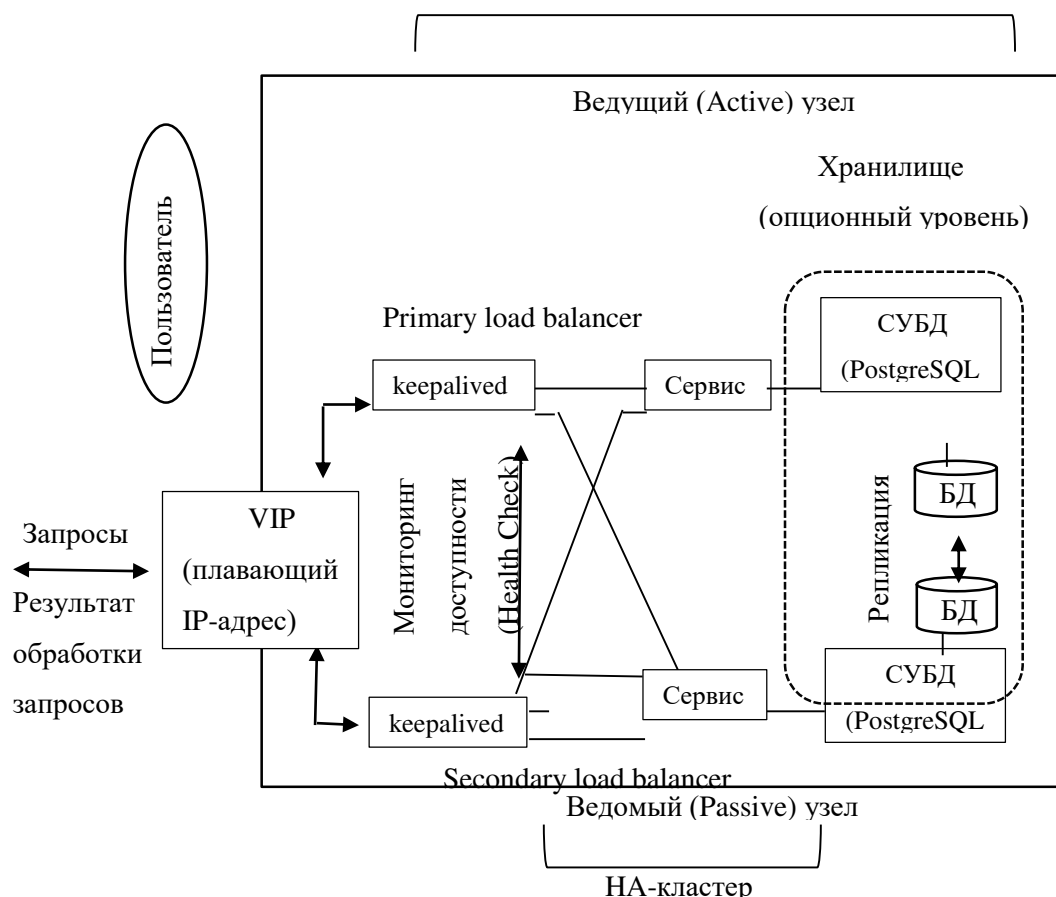 Ведущий (Active) узел
Хранилище
(опционный уровень)
Пользователь
Primary load balancer
СУБД
(PostgreSQL
keepalived
Сервис
VIP
(плавающий
IP-адрес)
Запросы
Результат
обработки
запросов
Мониторинг
доступности
(Health Check)
Репликация
БД
БД
СУБД
(PostgreSQL
Сервис
keepalived
Secondary load balancer
Ведомый (Passive) узел
НА-кластер